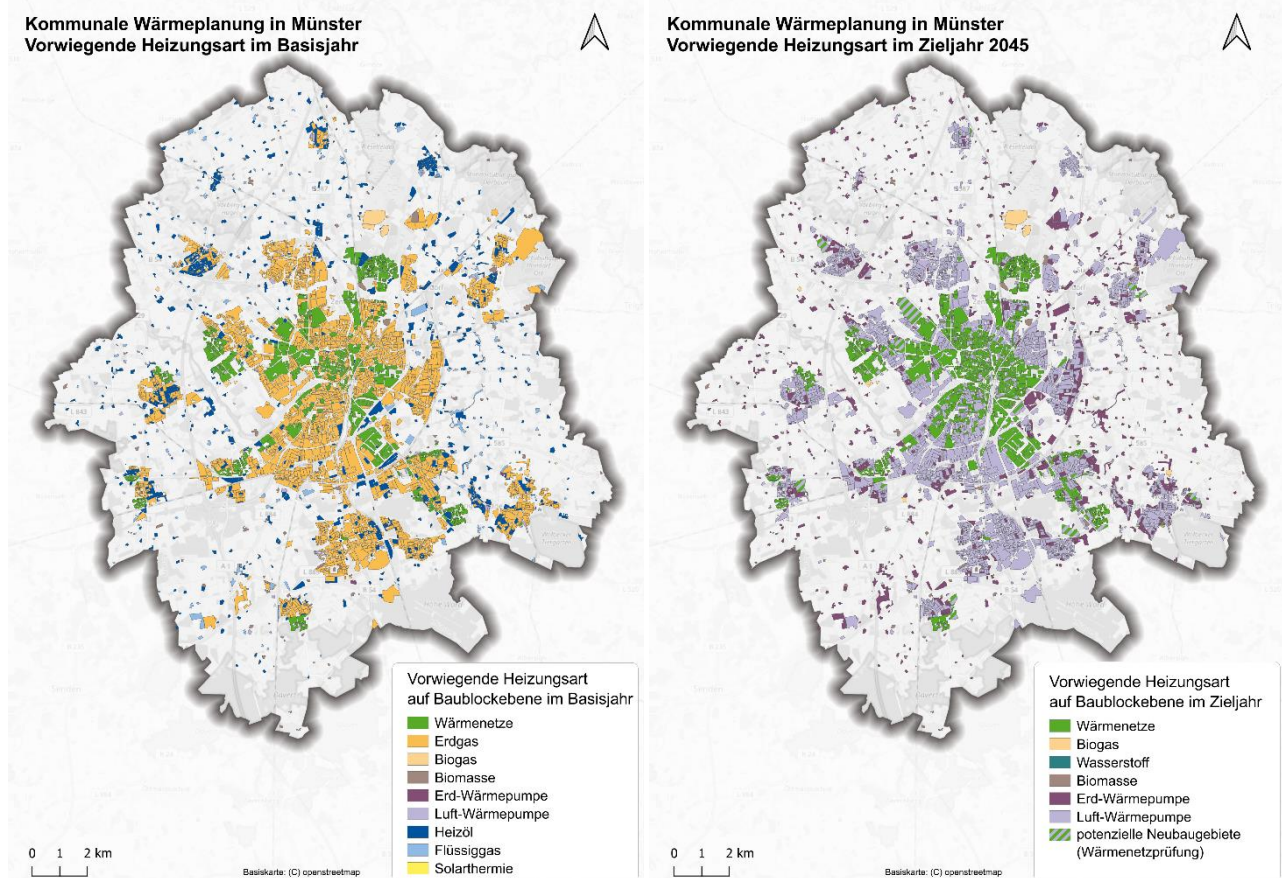 Kommunale Wärmeplanung in Münster
Vorwiegende Heizungsart im Basisjahr
L 843
A 1
Vorwiegende Heizungsart
auf Baublockebene im Basisjahr
Wärmenetze
Erdgas
Biogas
Biomasse
Erd-Wärmepumpe
Luft-Wärmepumpe
Heizöl
Flüssiggas
Solarthermie
0 1 2 km
Basiskarte: (C) openstreetmap
Kommunale Wärmeplanung in Münster
Vorwiegende Heizungsart im Zieljahr 2045
L 843
Vorwiegende Heizungsart
auf Baublockebene im Zieljahr
Wärmenetze
Biogas
Wasserstoff
Biomasse
Erd-Wärmepumpe
Luft-Wärmepumpe
potenzielle Neubaugebiete
(Wärmenetzprüfung)
0 1 2 km
Basiskarte: (C) openstreetmap